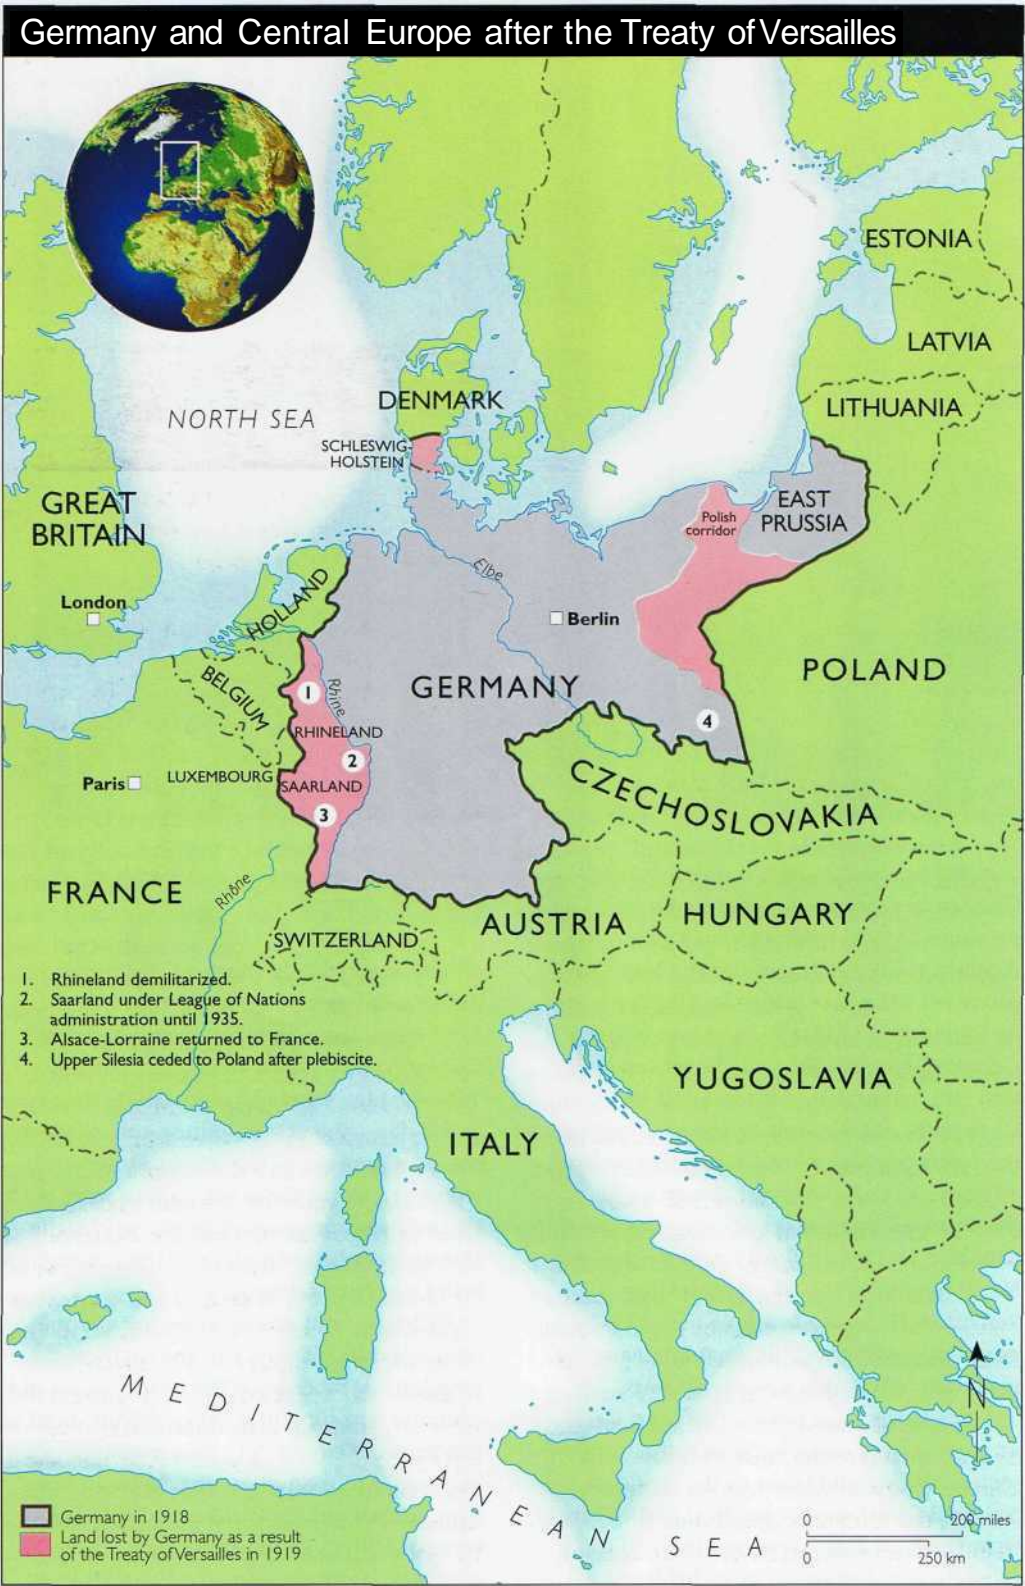 Germany and Central Europe after the Treaty of Versailles
ESTONIA
LATVIA
LITHUANIA
DENMARK
NORTH SEA
SCHLESWIG-
HOLSTEIN
GREAT
BRITAIN
EAST
PRUSSIA
Polish
corridor
Elbe
London
HOLLAND
Berlin
BELGIUM
1
Rhine
GERMANY
POLAND
4
RHINELAND
2
LUXEMBOURG
SAARLAND
Paris
3
CZECHOSLOVAKIA
FRANCE
Rhône
SWITZERLAND
AUSTRIA
HUNGARY
1. Rhineland demilitarized.
2. Saarland under League of Nations
administration until 1935.
3. Alsace-Lorraine returned to France.
4. Upper Silesia ceded to Poland after plebiscite.
YUGOSLAVIA
ITALY
MEDITERRANEAN SEA
N
Germany in 1918
Land lost by Germany as a result
of the Treaty of Versailles in 1919
0 200 miles
0 250 km